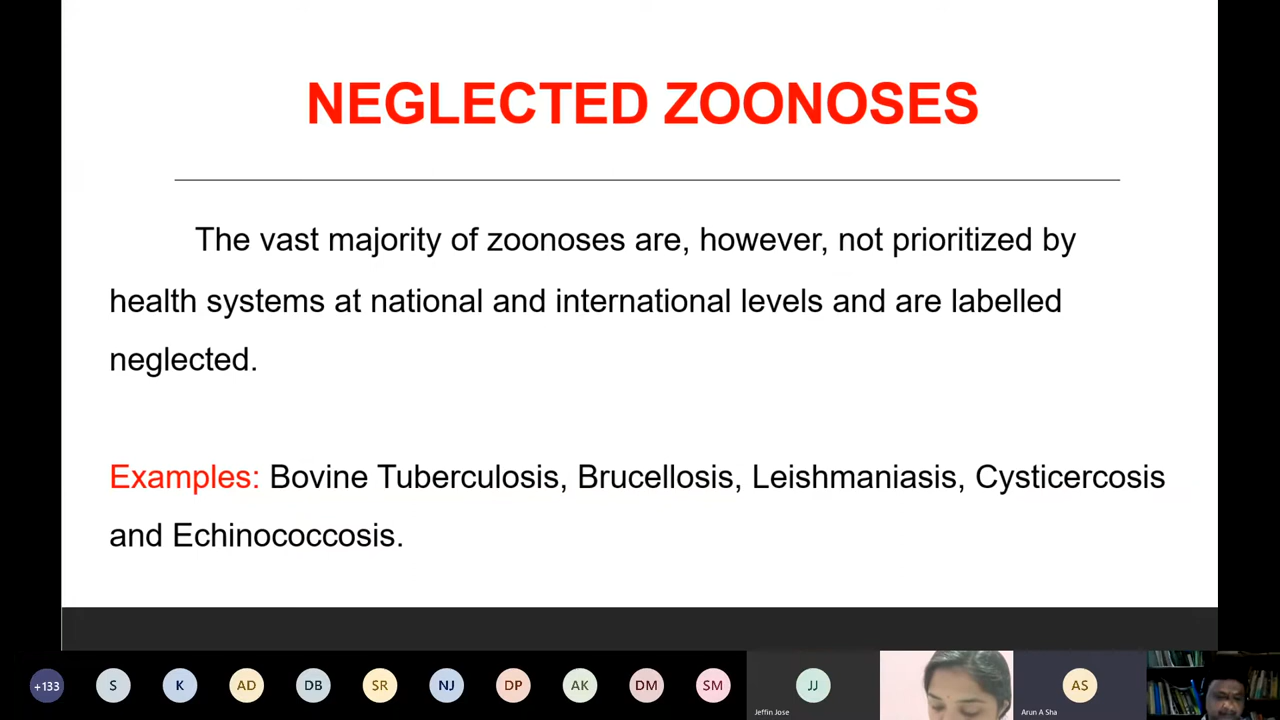 NEGLECTED ZOONOSES
The vast majority of zoonoses are, however, not prioritized by
health systems at national and international levels and are labelled
neglected.
Examples: Bovine Tuberculosis, Brucellosis, Leishmaniasis, Cysticercosis
and Echinococcosis.
+133 S K AD DB SR NJ DP AK DM SM JJ AS
Jeffin Jose Arun A Sha